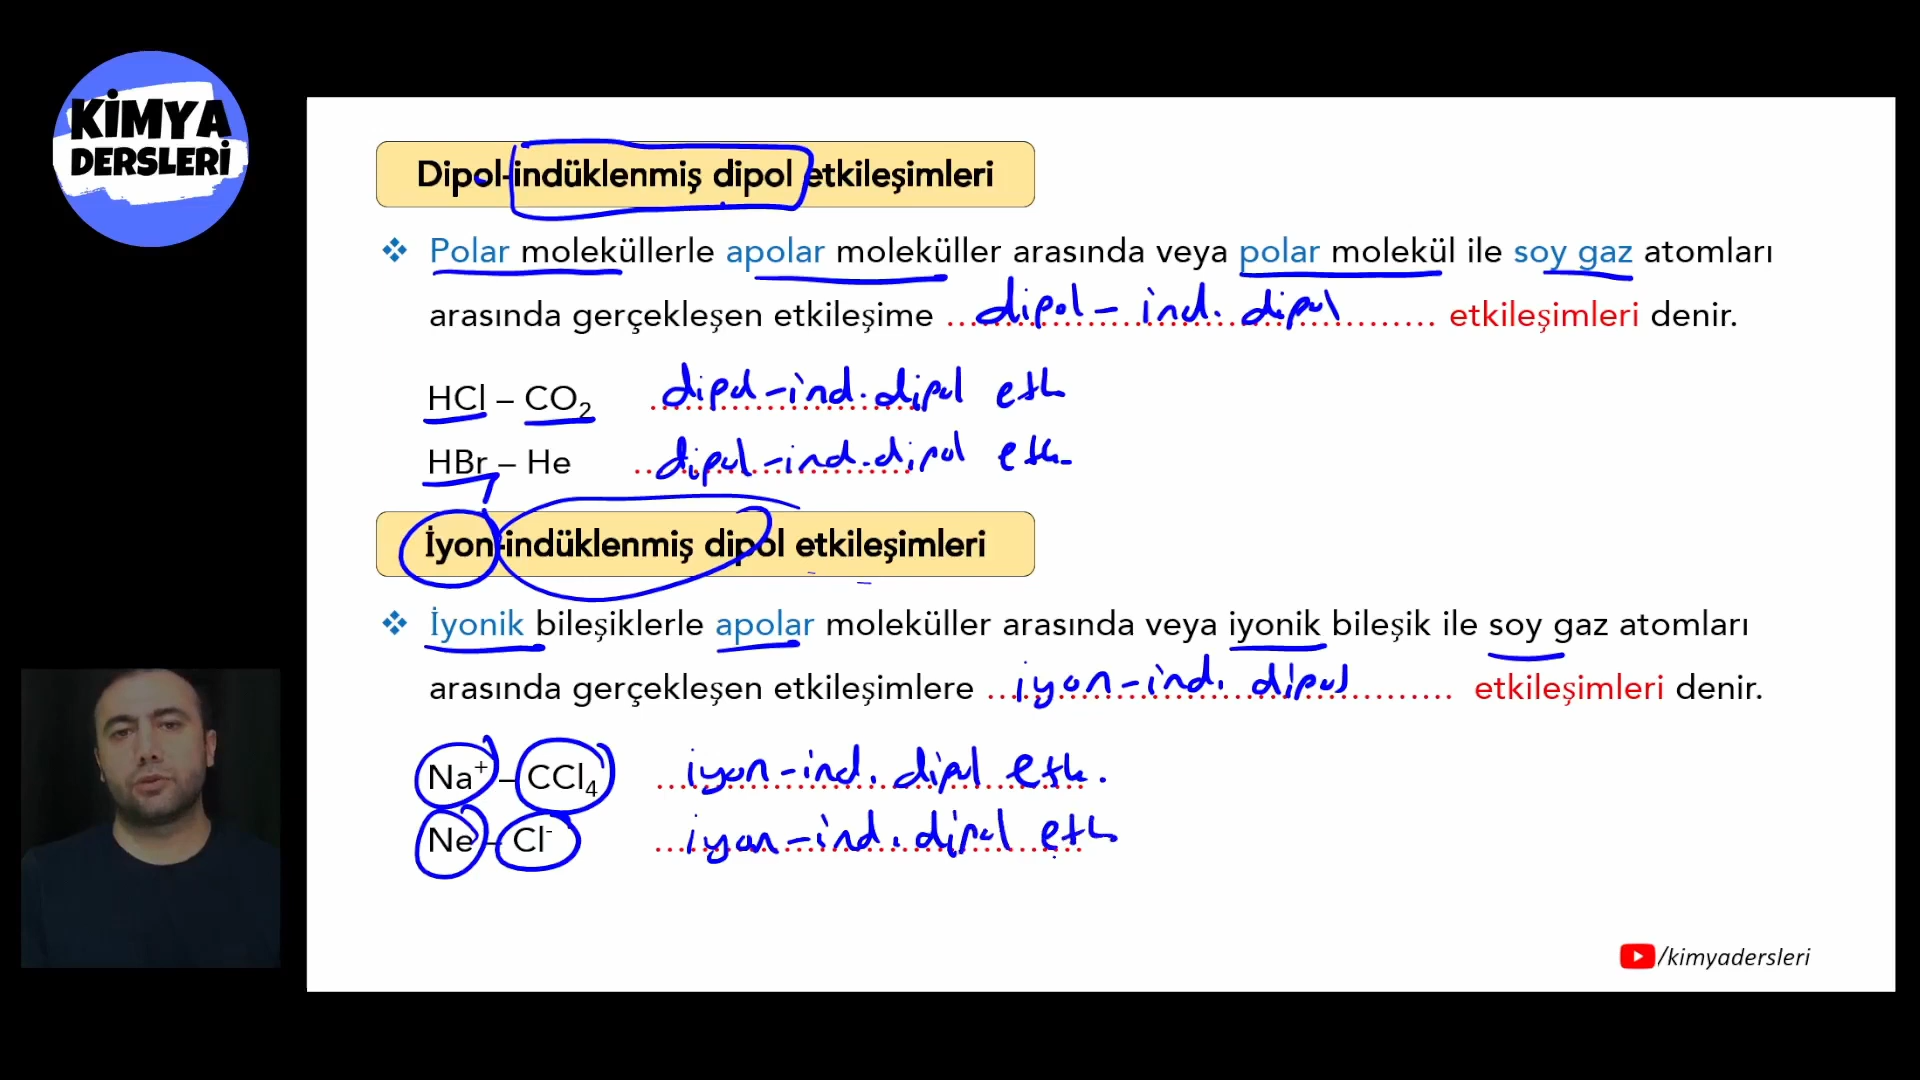 KİMYA
DERSLERİ
Dipol-indüklenmiş dipol etkileşimleri
❖ Polar moleküllerle apolar moleküller arasında veya polar molekül ile soy gaz atomları
arasında gerçekleşen etkileşime dipol - ind. dipol etkileşimleri denir.
HCl – CO₂ dipol-ind.dipol etk
HBr – He dipol-ind.dipol etk.
İyon-indüklenmiş dipol etkileşimleri
❖ İyonik bileşiklerle apolar moleküller arasında veya iyonik bileşik ile soy gaz atomları
arasında gerçekleşen etkileşimlere iyon-ind. dipol etkileşimleri denir.
Na⁺ – CCl₄ iyon-ind. dipol etk.
Ne – Cl⁻ iyon-ind. dipol etk
/kimyadersleri